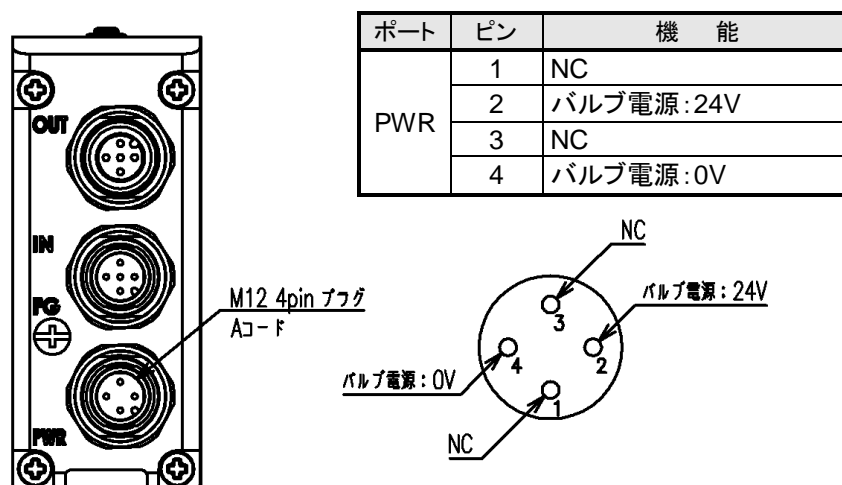 ポート ピン 機 能
PWR 1 NC
2 バルブ電源:24V
3 NC
4 バルブ電源:0V
OUT
IN
FG
PWR
M12 4pin プラグ
Aコード
NC
バルブ電源:24V
3
4 2
バルブ電源:0V
1
NC